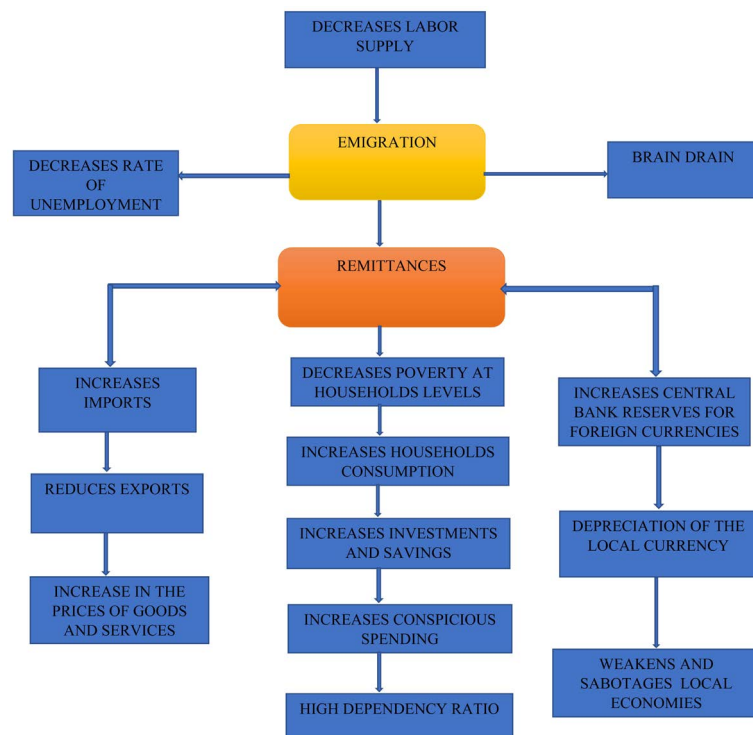 DECREASES LABOR
SUPPLY
EMIGRATION
DECREASES RATE
OF
UNEMPLOYMENT
BRAIN DRAIN
REMITTANCES
INCREASES
IMPORTS
REDUCES EXPORTS
INCREASE IN THE
PRICES OF GOODS
AND SERVICES
DECREASES POVERTY AT
HOUSEHOLDS LEVELS
INCREASES HOUSEHOLDS
CONSUMPTION
INCREASES INVESTMENTS
AND SAVINGS
INCREASES CONSPICIOUS
SPENDING
HIGH DEPENDENCY RATIO
INCREASES CENTRAL
BANK RESERVES FOR
FOREIGN CURRENCIES
DEPRECIATION OF THE
LOCAL CURRENCY
WEAKENS AND
SABOTAGES LOCAL
ECONOMIES